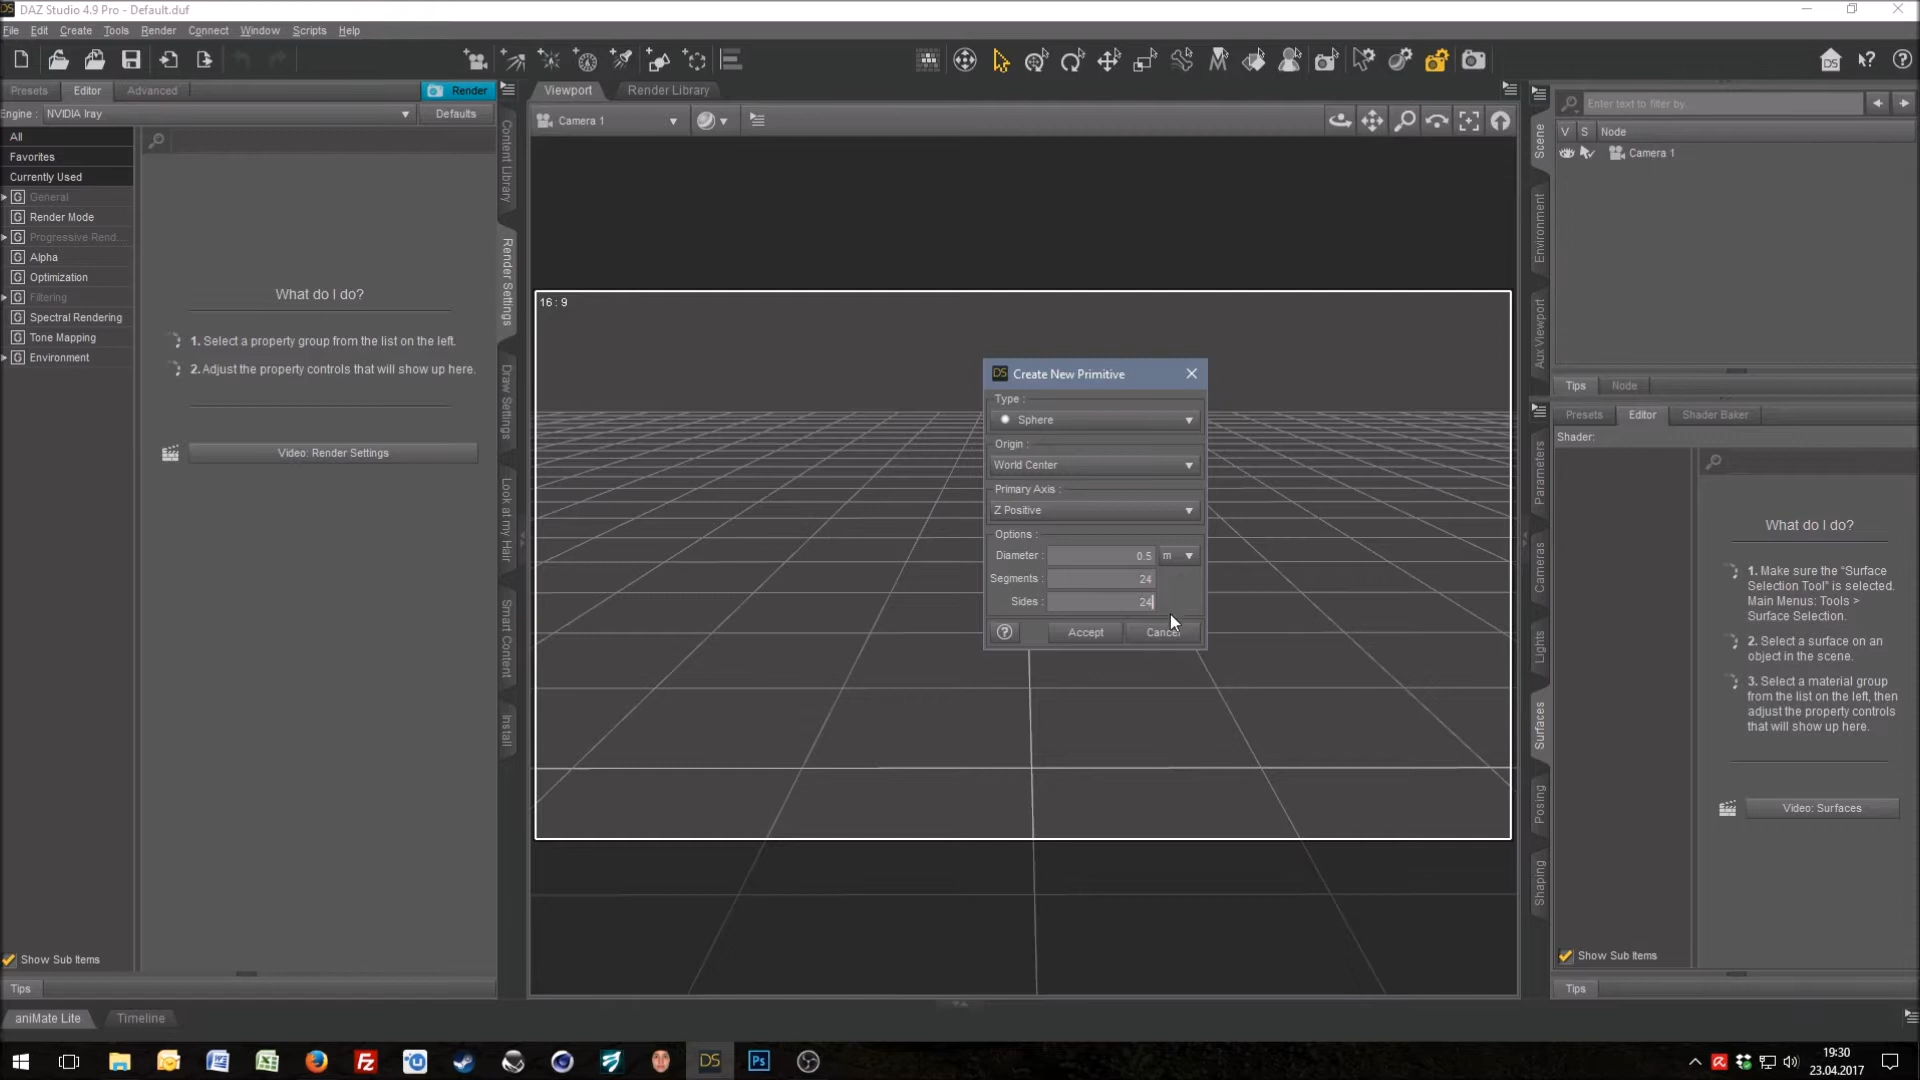 DS DAZ Studio 4.9 Pro - Default.duf
File Edit Create Tools Render Connect Window Scripts Help
Presets Editor Advanced Render
Engine : NVIDIA Iray Defaults
All
Favorites
Currently Used
G General
G Render Mode
G Progressive Rend...
G Alpha
G Optimization
G Filtering
G Spectral Rendering
G Tone Mapping
G Environment
What do I do?
1. Select a property group from the list on the left.
2. Adjust the property controls that will show up here.
Video: Render Settings
Show Sub Items
Tips
Content Library
Render Settings
Draw Settings
Look at my Hair
Smart Content
Install
Viewport Render Library
Camera 1
16 : 9
DS Create New Primitive
Type :
Sphere
Origin :
World Center
Primary Axis :
Z Positive
Options :
Diameter : 0.5 m
Segments : 24
Sides : 24
? Accept Cancel
DS ? ?
Enter text to filter by...
V S Node
Camera 1
Scene
Environment
Aux Viewport
Tips Node
Presets Editor Shader Baker
Shader:
Parameters
Cameras
Lights
Surfaces
Posing
Shaping
What do I do?
1. Make sure the "Surface
Selection Tool" is selected.
Main Menus: Tools >
Surface Selection.
2. Select a surface on an
object in the scene.
3. Select a material group
from the list on the left, then
adjust the property controls
that will show up here.
Video: Surfaces
Show Sub Items
Tips
aniMate Lite Timeline
DS Ps
19:30
23.04.2017